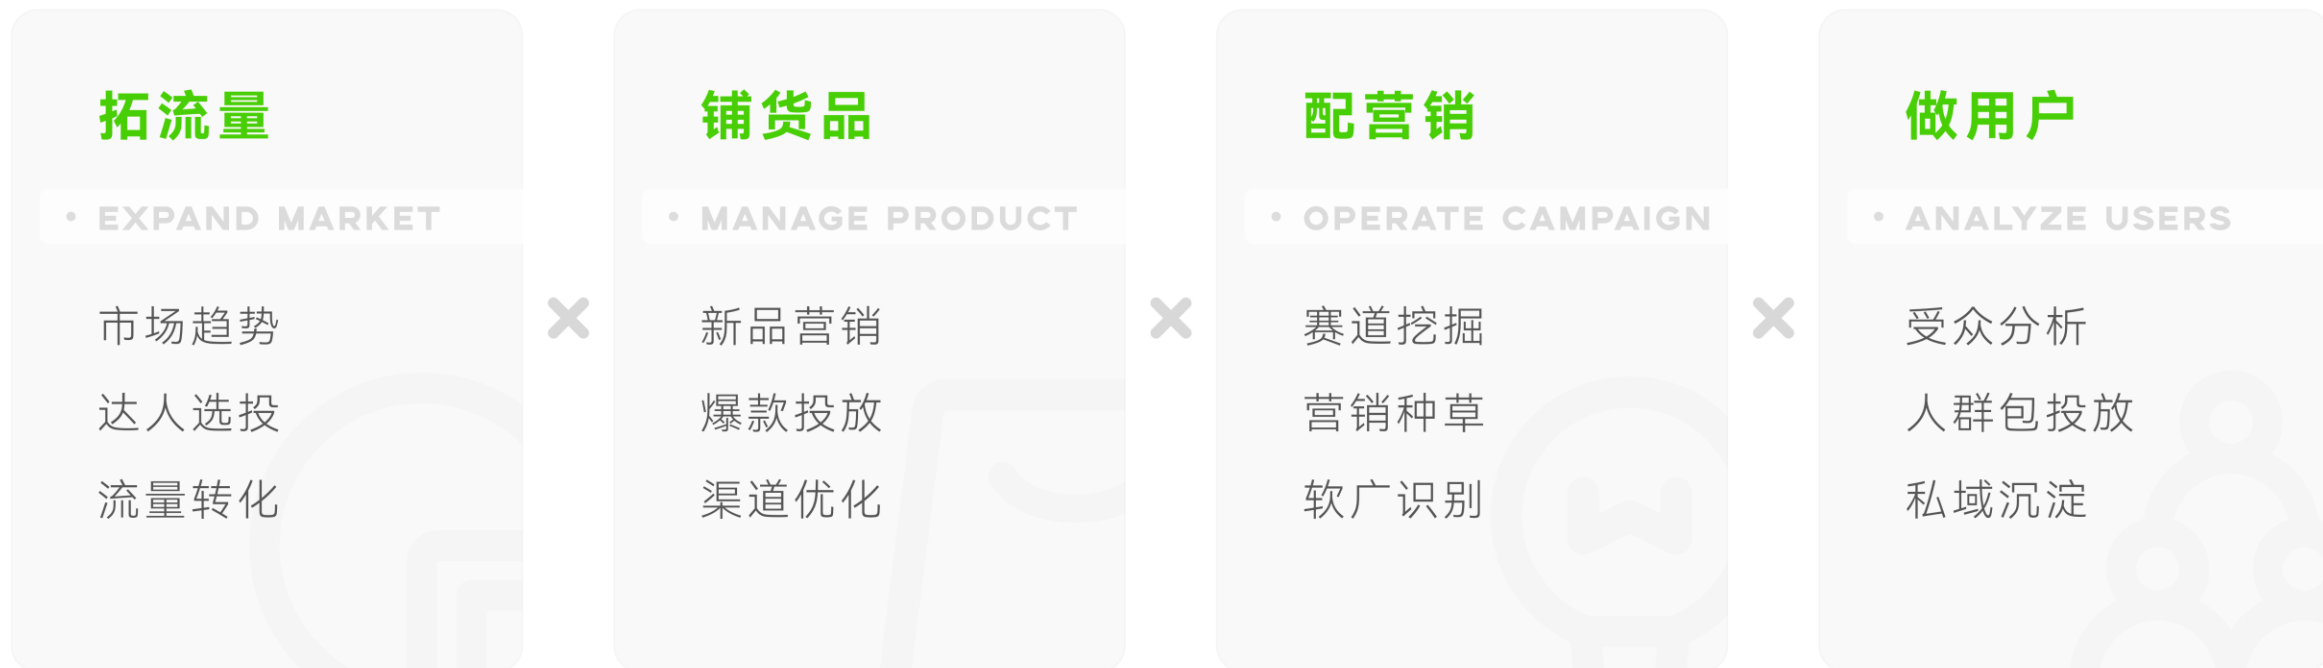 拓流量
• EXPAND MARKET
市场趋势
达人选投
流量转化
×
铺货品
• MANAGE PRODUCT
新品营销
爆款投放
渠道优化
×
配营销
• OPERATE CAMPAIGN
赛道挖掘
营销种草
软广识别
×
做用户
• ANALYZE USERS
受众分析
人群包投放
私域沉淀